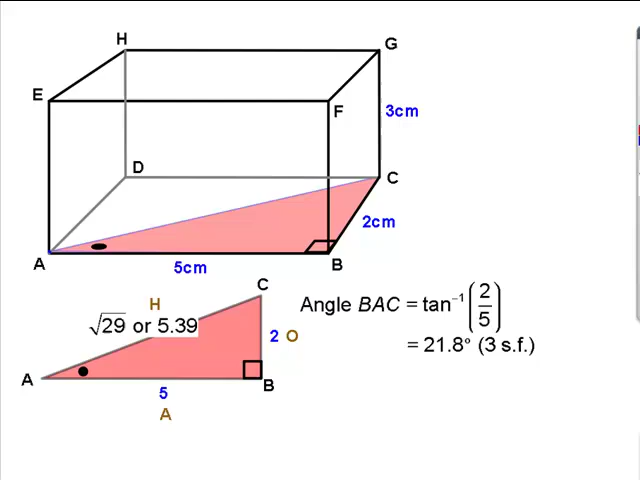 H
G
E
F
3cm
D
C
2cm
A
5cm
B
C
H
√29 or 5.39
2 O
A
B
5
A
Angle BAC = tan⁻¹(2/5)
= 21.8° (3 s.f.)